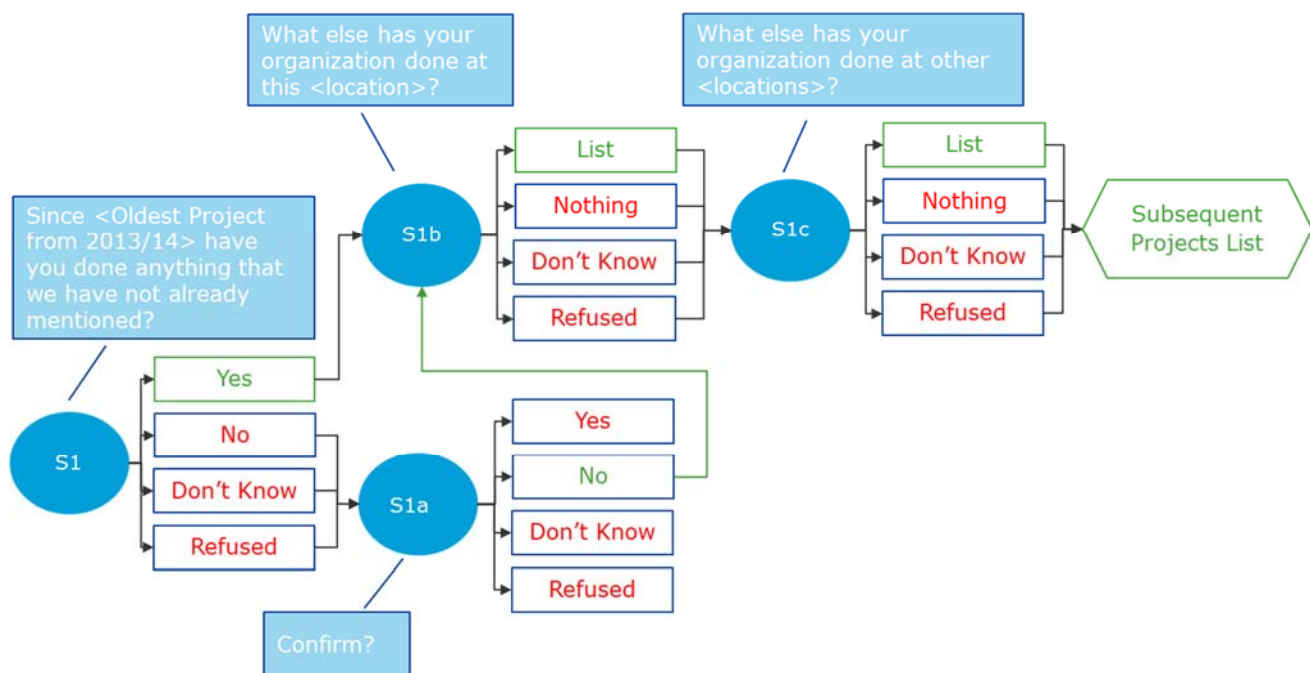 What else has your
organization done at
this <location>?
What else has your
organization done at other
<locations>?
List
Nothing
Don't Know
Refused
S1b
List
Nothing
Don't Know
Refused
S1c
Subsequent
Projects List
Since <Oldest Project
from 2013/14> have
you done anything that
we have not already
mentioned?
Yes
No
Don't Know
Refused
S1
Yes
No
Don't Know
Refused
S1a
Confirm?